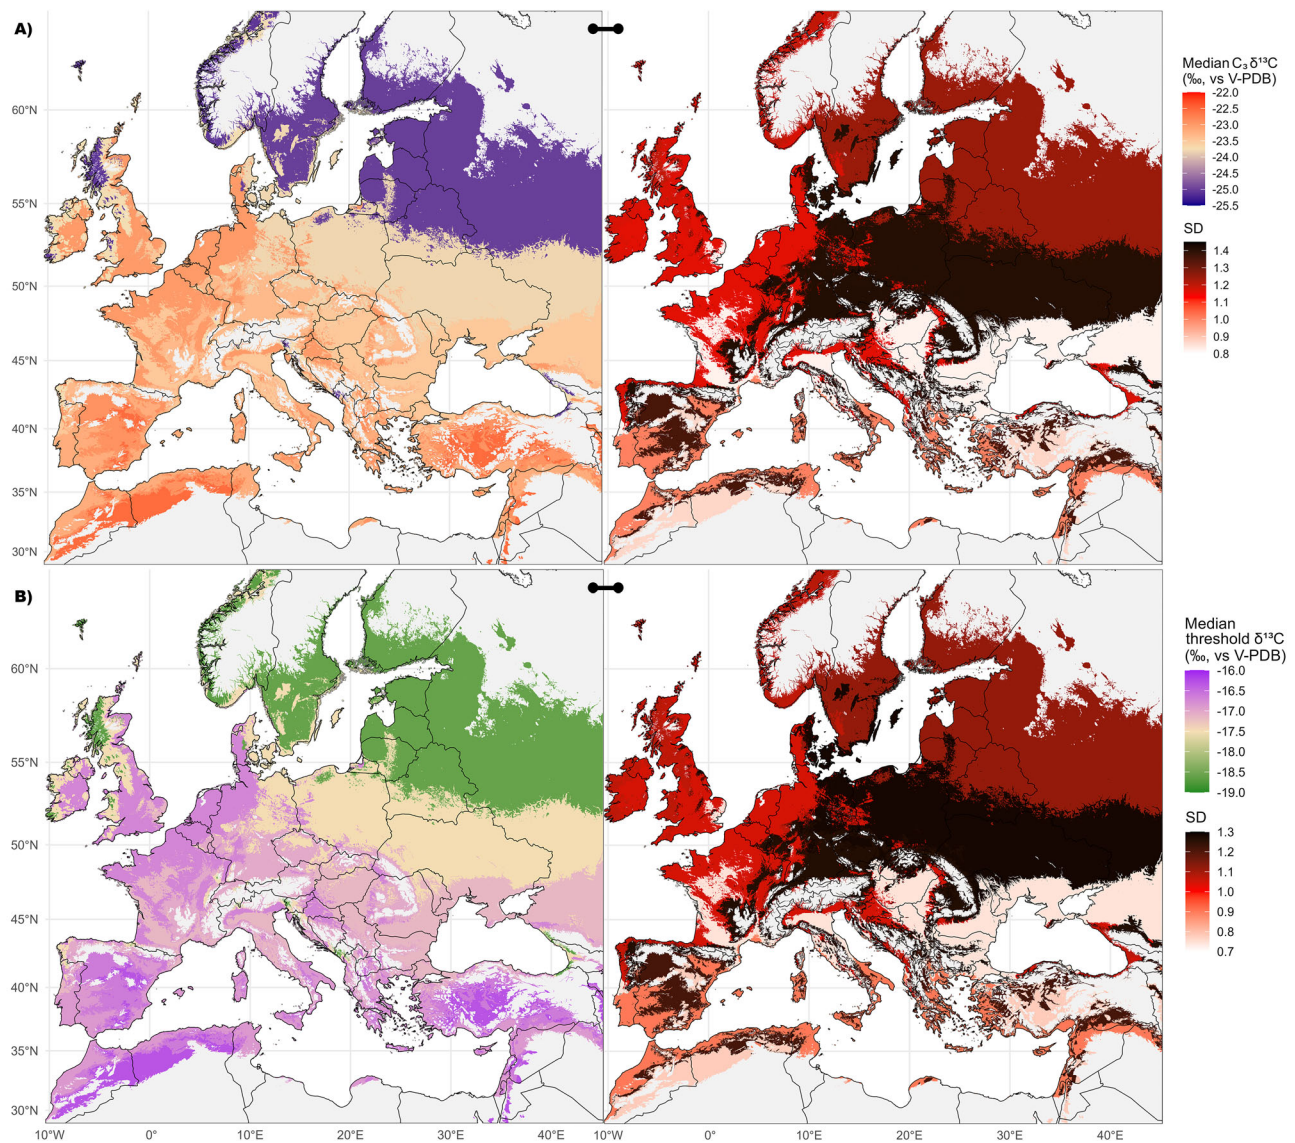 A)
60°N
55°N
50°N
45°N
40°N
35°N
30°N
Median C₃ δ¹³C
(‰, vs V-PDB)
-22.0
-22.5
-23.0
-23.5
-24.0
-24.5
-25.0
-25.5
SD
1.4
1.3
1.2
1.1
1.0
0.9
0.8
B)
60°N
55°N
50°N
45°N
40°N
35°N
30°N
10°W
0°
10°E
20°E
30°E
40°E
0°
10°E
20°E
30°E
40°E
Median
threshold δ¹³C
(‰, vs V-PDB)
-16.0
-16.5
-17.0
-17.5
-18.0
-18.5
-19.0
SD
1.3
1.2
1.1
1.0
0.9
0.8
0.7